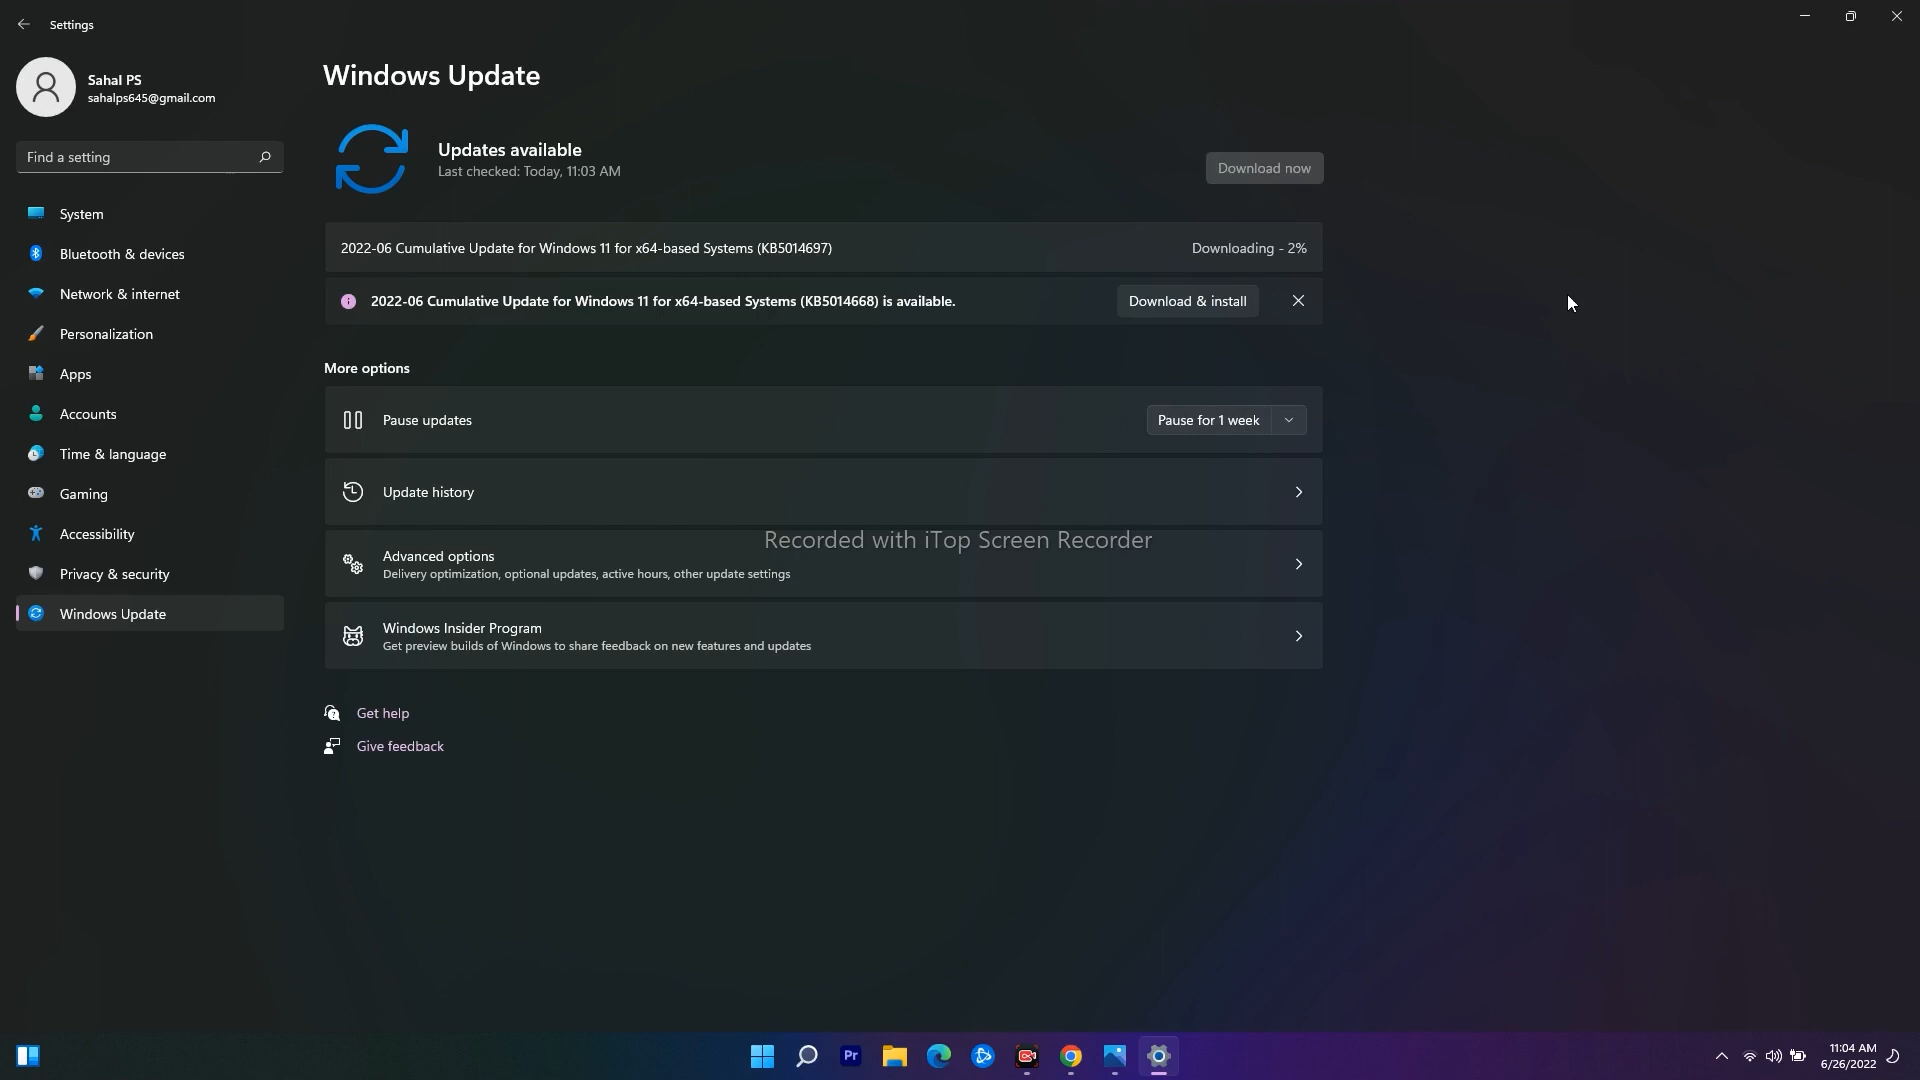 Settings
Sahal PS
sahalps645@gmail.com
Find a setting
System
Bluetooth & devices
Network & internet
Personalization
Apps
Accounts
Time & language
Gaming
Accessibility
Privacy & security
Windows Update
Windows Update
Updates available
Last checked: Today, 11:03 AM
Download now
2022-06 Cumulative Update for Windows 11 for x64-based Systems (KB5014697)
Downloading - 2%
2022-06 Cumulative Update for Windows 11 for x64-based Systems (KB5014668) is available.
Download & install
More options
Pause updates
Pause for 1 week
Update history
Recorded with iTop Screen Recorder
Advanced options
Delivery optimization, optional updates, active hours, other update settings
Windows Insider Program
Get preview builds of Windows to share feedback on new features and updates
Get help
Give feedback
Pr
11:04 AM
6/26/2022